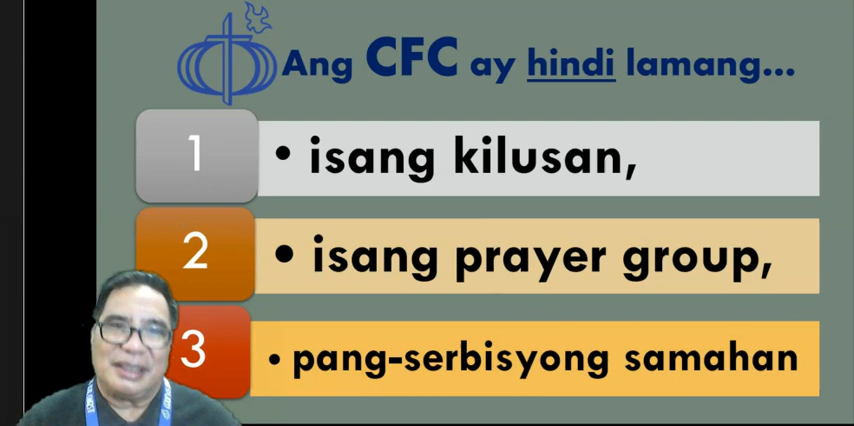 Ang CFC ay hindi lamang...
1
• isang kilusan,
2
• isang prayer group,
3
• pang-serbisyong samahan